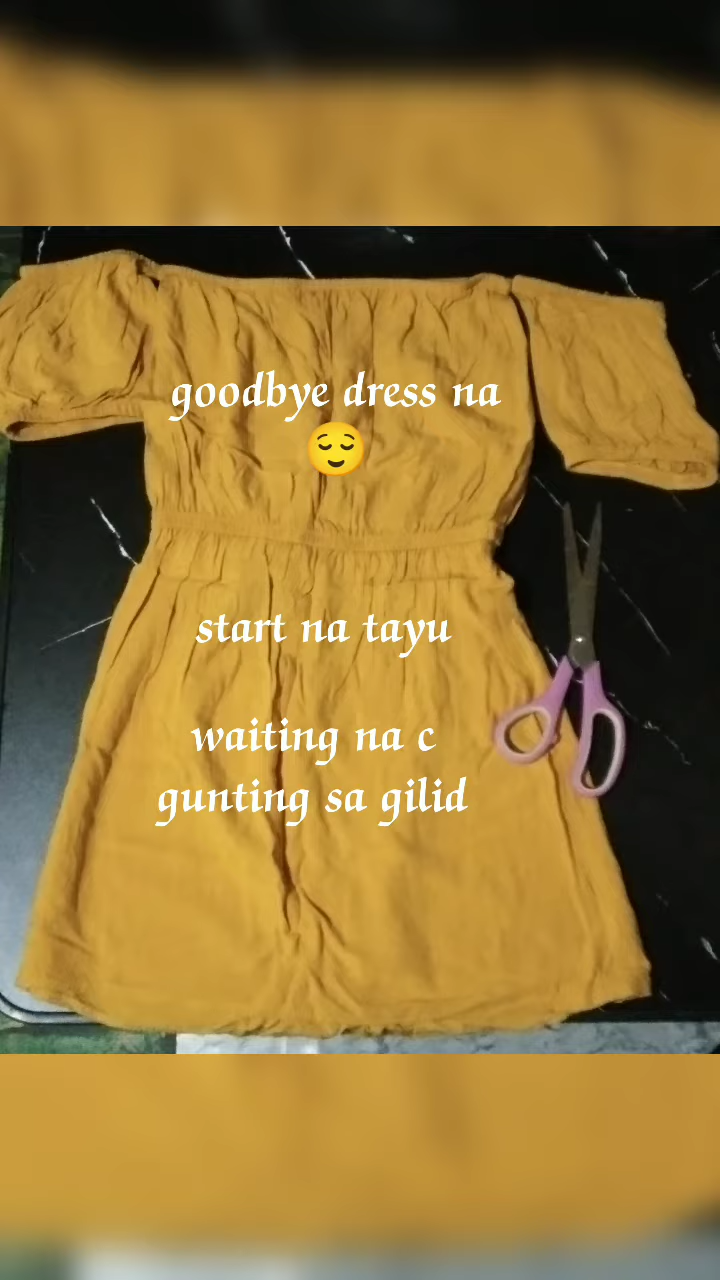 goodbye dress na
😌
start na tayu
waiting na c
gunting sa gilid